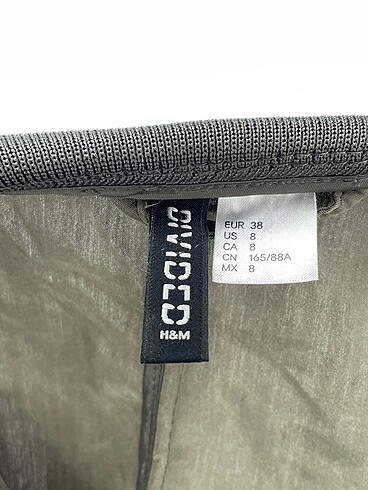 DIVIDED
H&M
EUR 38
US 8
CA 8
CN 165/88A
MX 8